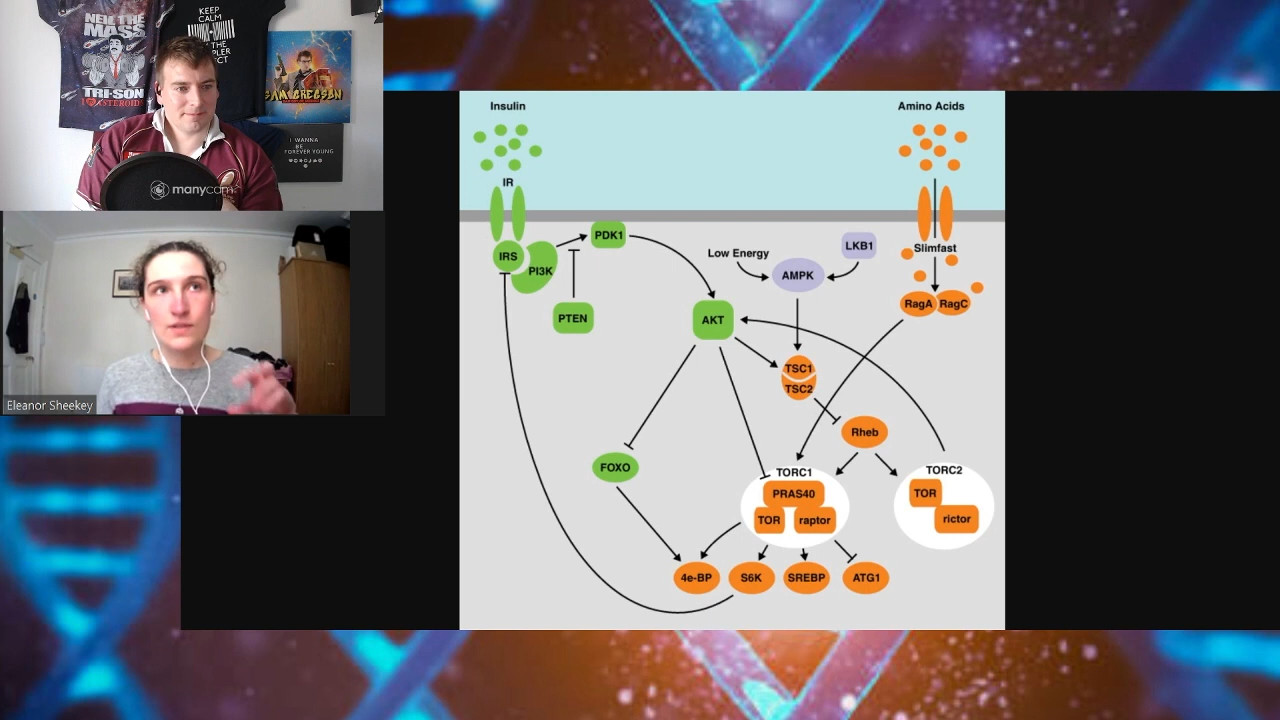 NEIL THE
MASS
TRI-SON
STEROIDS
KEEP
CALM
THE
SAM GREGSON
I WANNA
BE
FOREVER YOUNG
manycam
Eleanor Sheekey
Insulin
Amino Acids
IR
IRS
PI3K
PDK1
PTEN
Low Energy
LKB1
AMPK
Slimfast
RagA
RagC
AKT
TSC1
TSC2
Rheb
FOXO
TORC1
PRAS40
TOR
raptor
TORC2
TOR
rictor
4e-BP
S6K
SREBP
ATG1